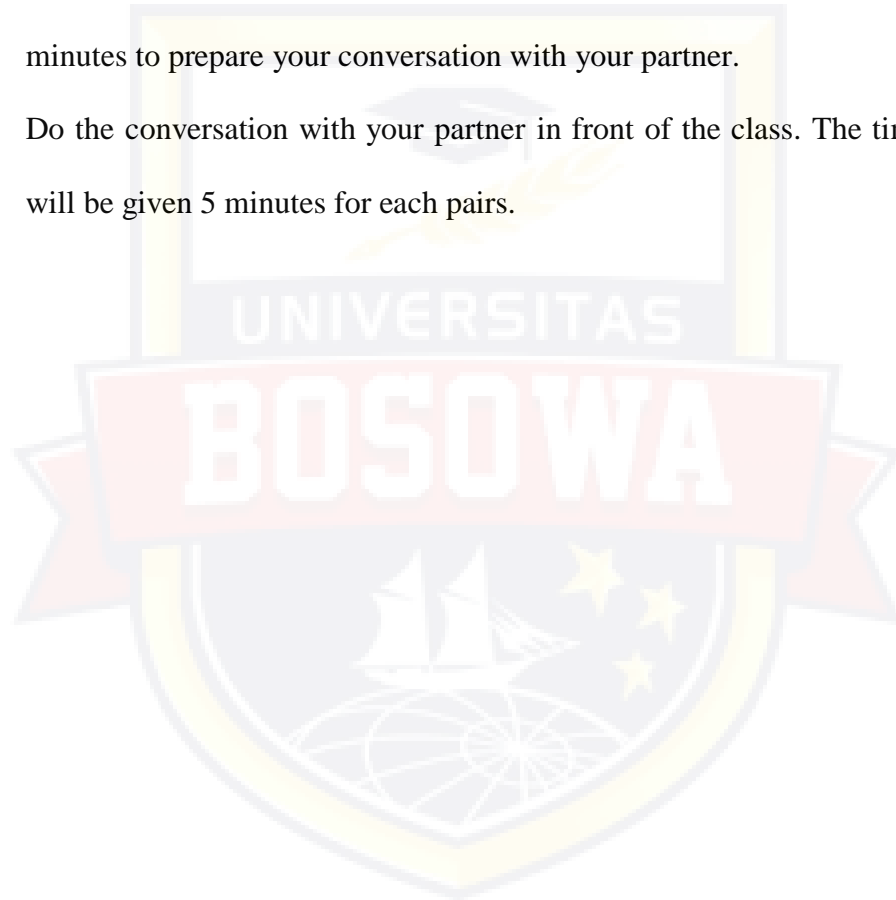 minutes to prepare your conversation with your partner.
Do the conversation with your partner in front of the class. The
will be given 5 minutes for each pairs.
UNIVERSITAS
BOSOWA